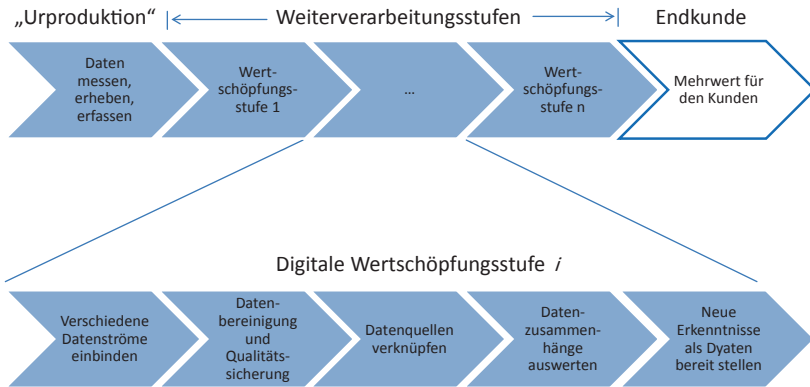 „Urproduktion“
Weiterverarbeitungsstufen
Endkunde
Daten
messen,
erheben,
erfassen
Wert-
schöpfungs-
stufe 1
...
Wert-
schöpfungs-
stufe n
Mehrwert für
den Kunden
Digitale Wertschöpfungsstufe i
Verschiedene
Datenströme
einbinden
Daten-
bereinigung
und
Qualitäts-
sicherung
Datenquellen
verknüpfen
Daten-
zusammen-
hänge
auswerten
Neue
Erkenntnisse
als Dyaten
bereit stellen